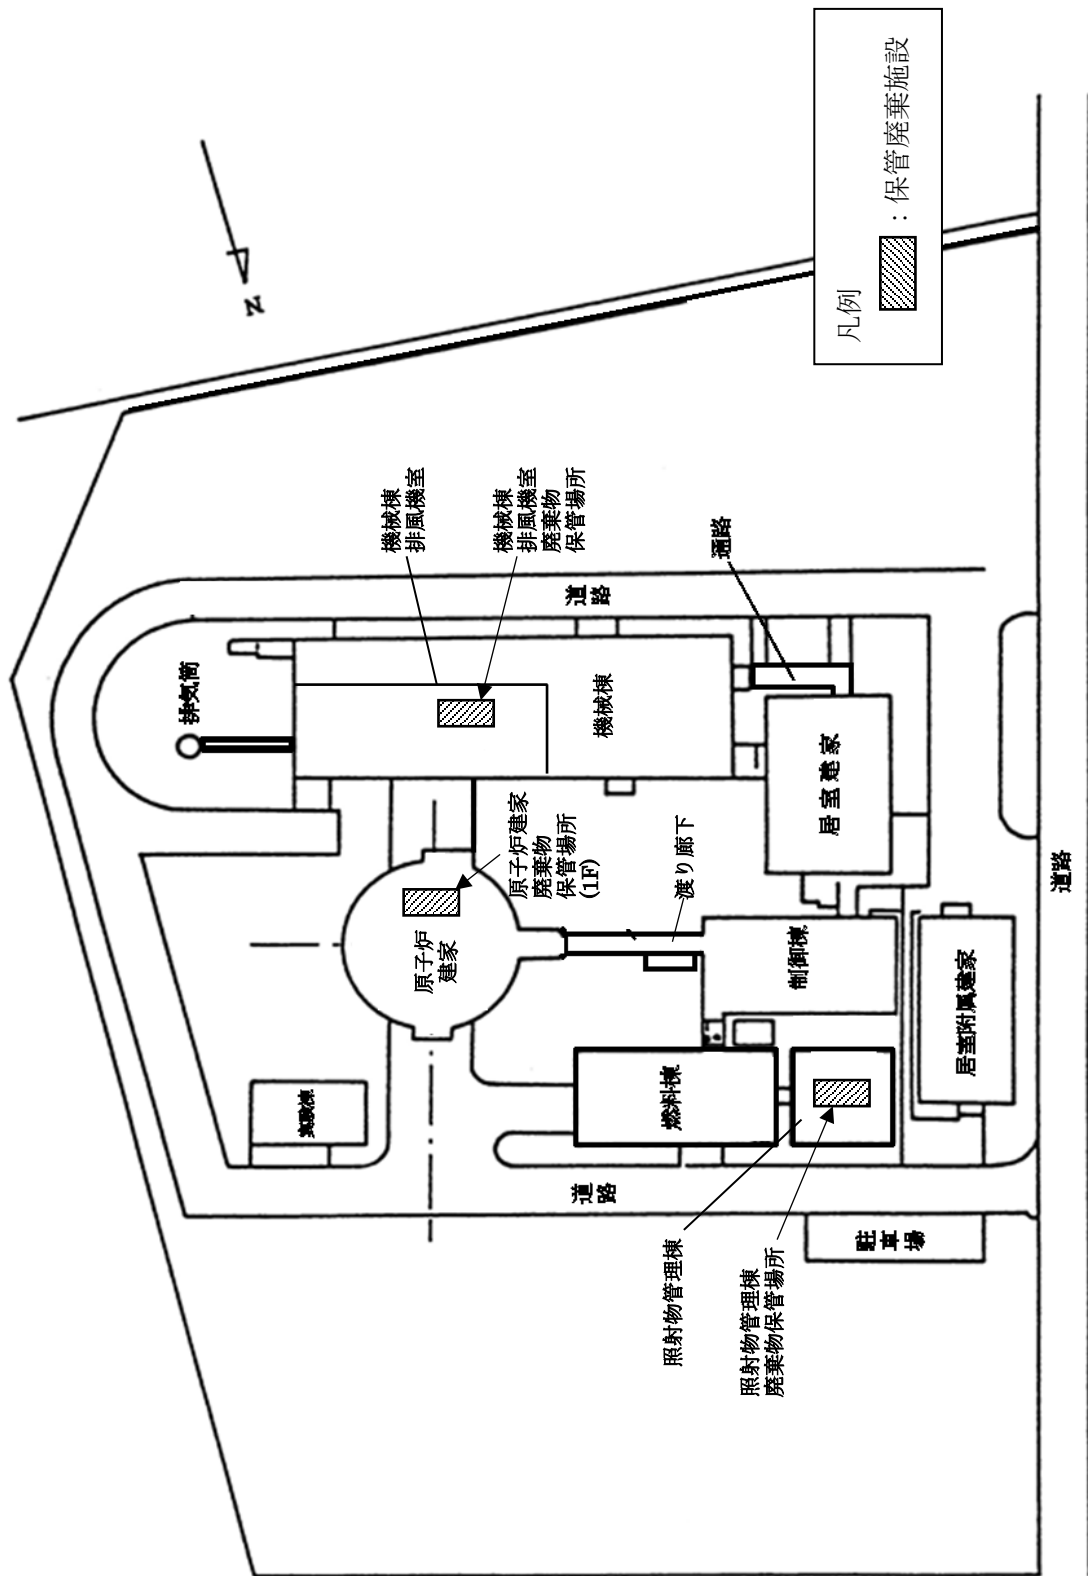 凡例
：保管廃棄施設
N
機械棟
排風機室
機械棟
排風機室
廃棄物
保管場所
通路
道路
排気筒
機械棟
居室建家
原子炉建家
廃棄物
保管場所
(1F)
渡り廊下
原子炉
建家
制御棟
居室附属建家
道路
実験棟
燃料棟
道路
駐車場
照射物管理棟
照射物管理棟
廃棄物保管場所